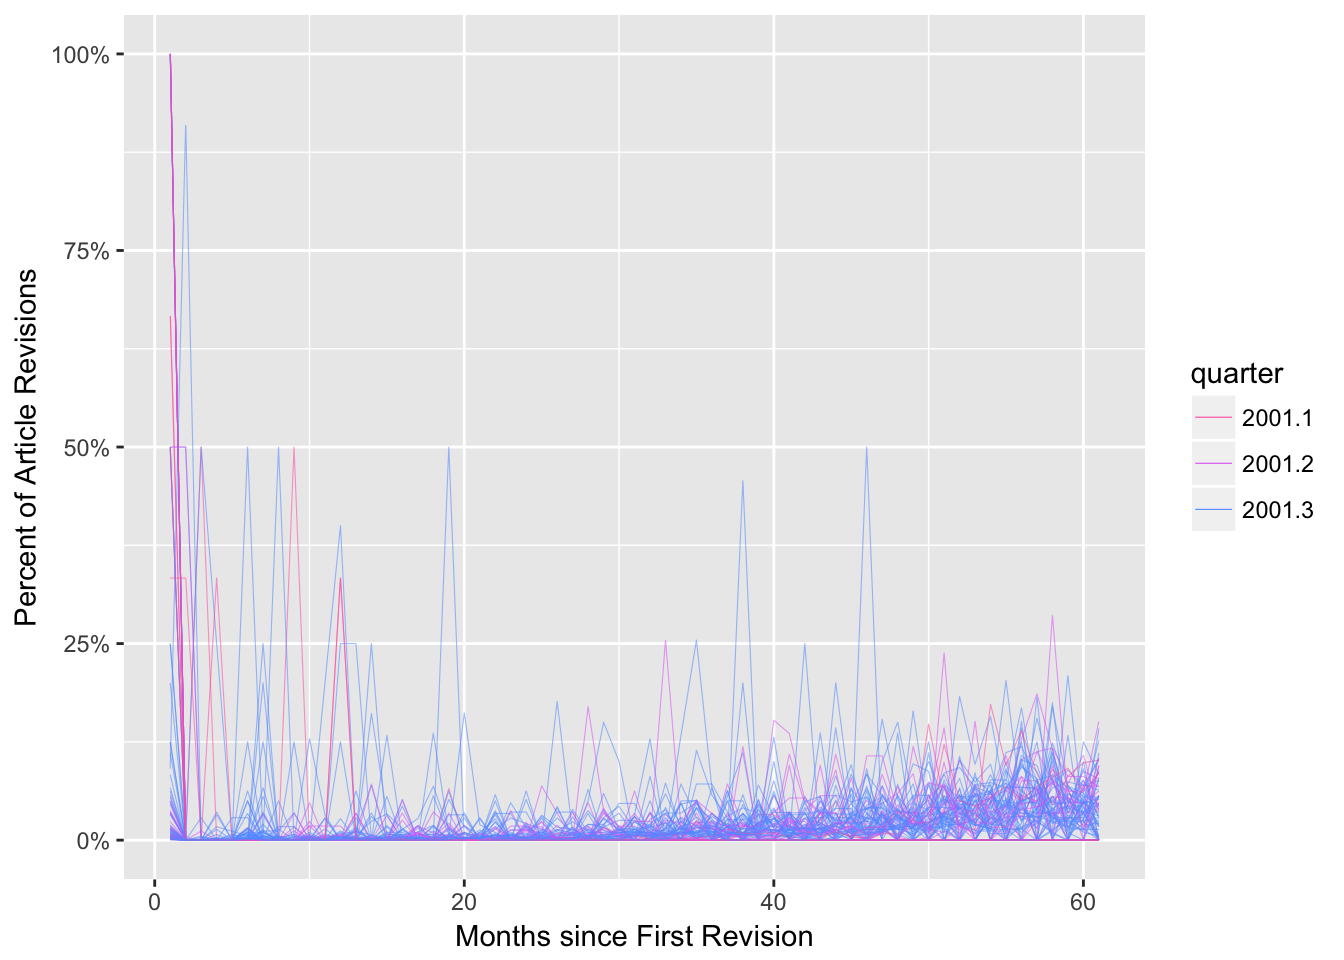 100%
75%
50%
25%
0%
Percent of Article Revisions
0 20 40 60
Months since First Revision
quarter
2001.1
2001.2
2001.3